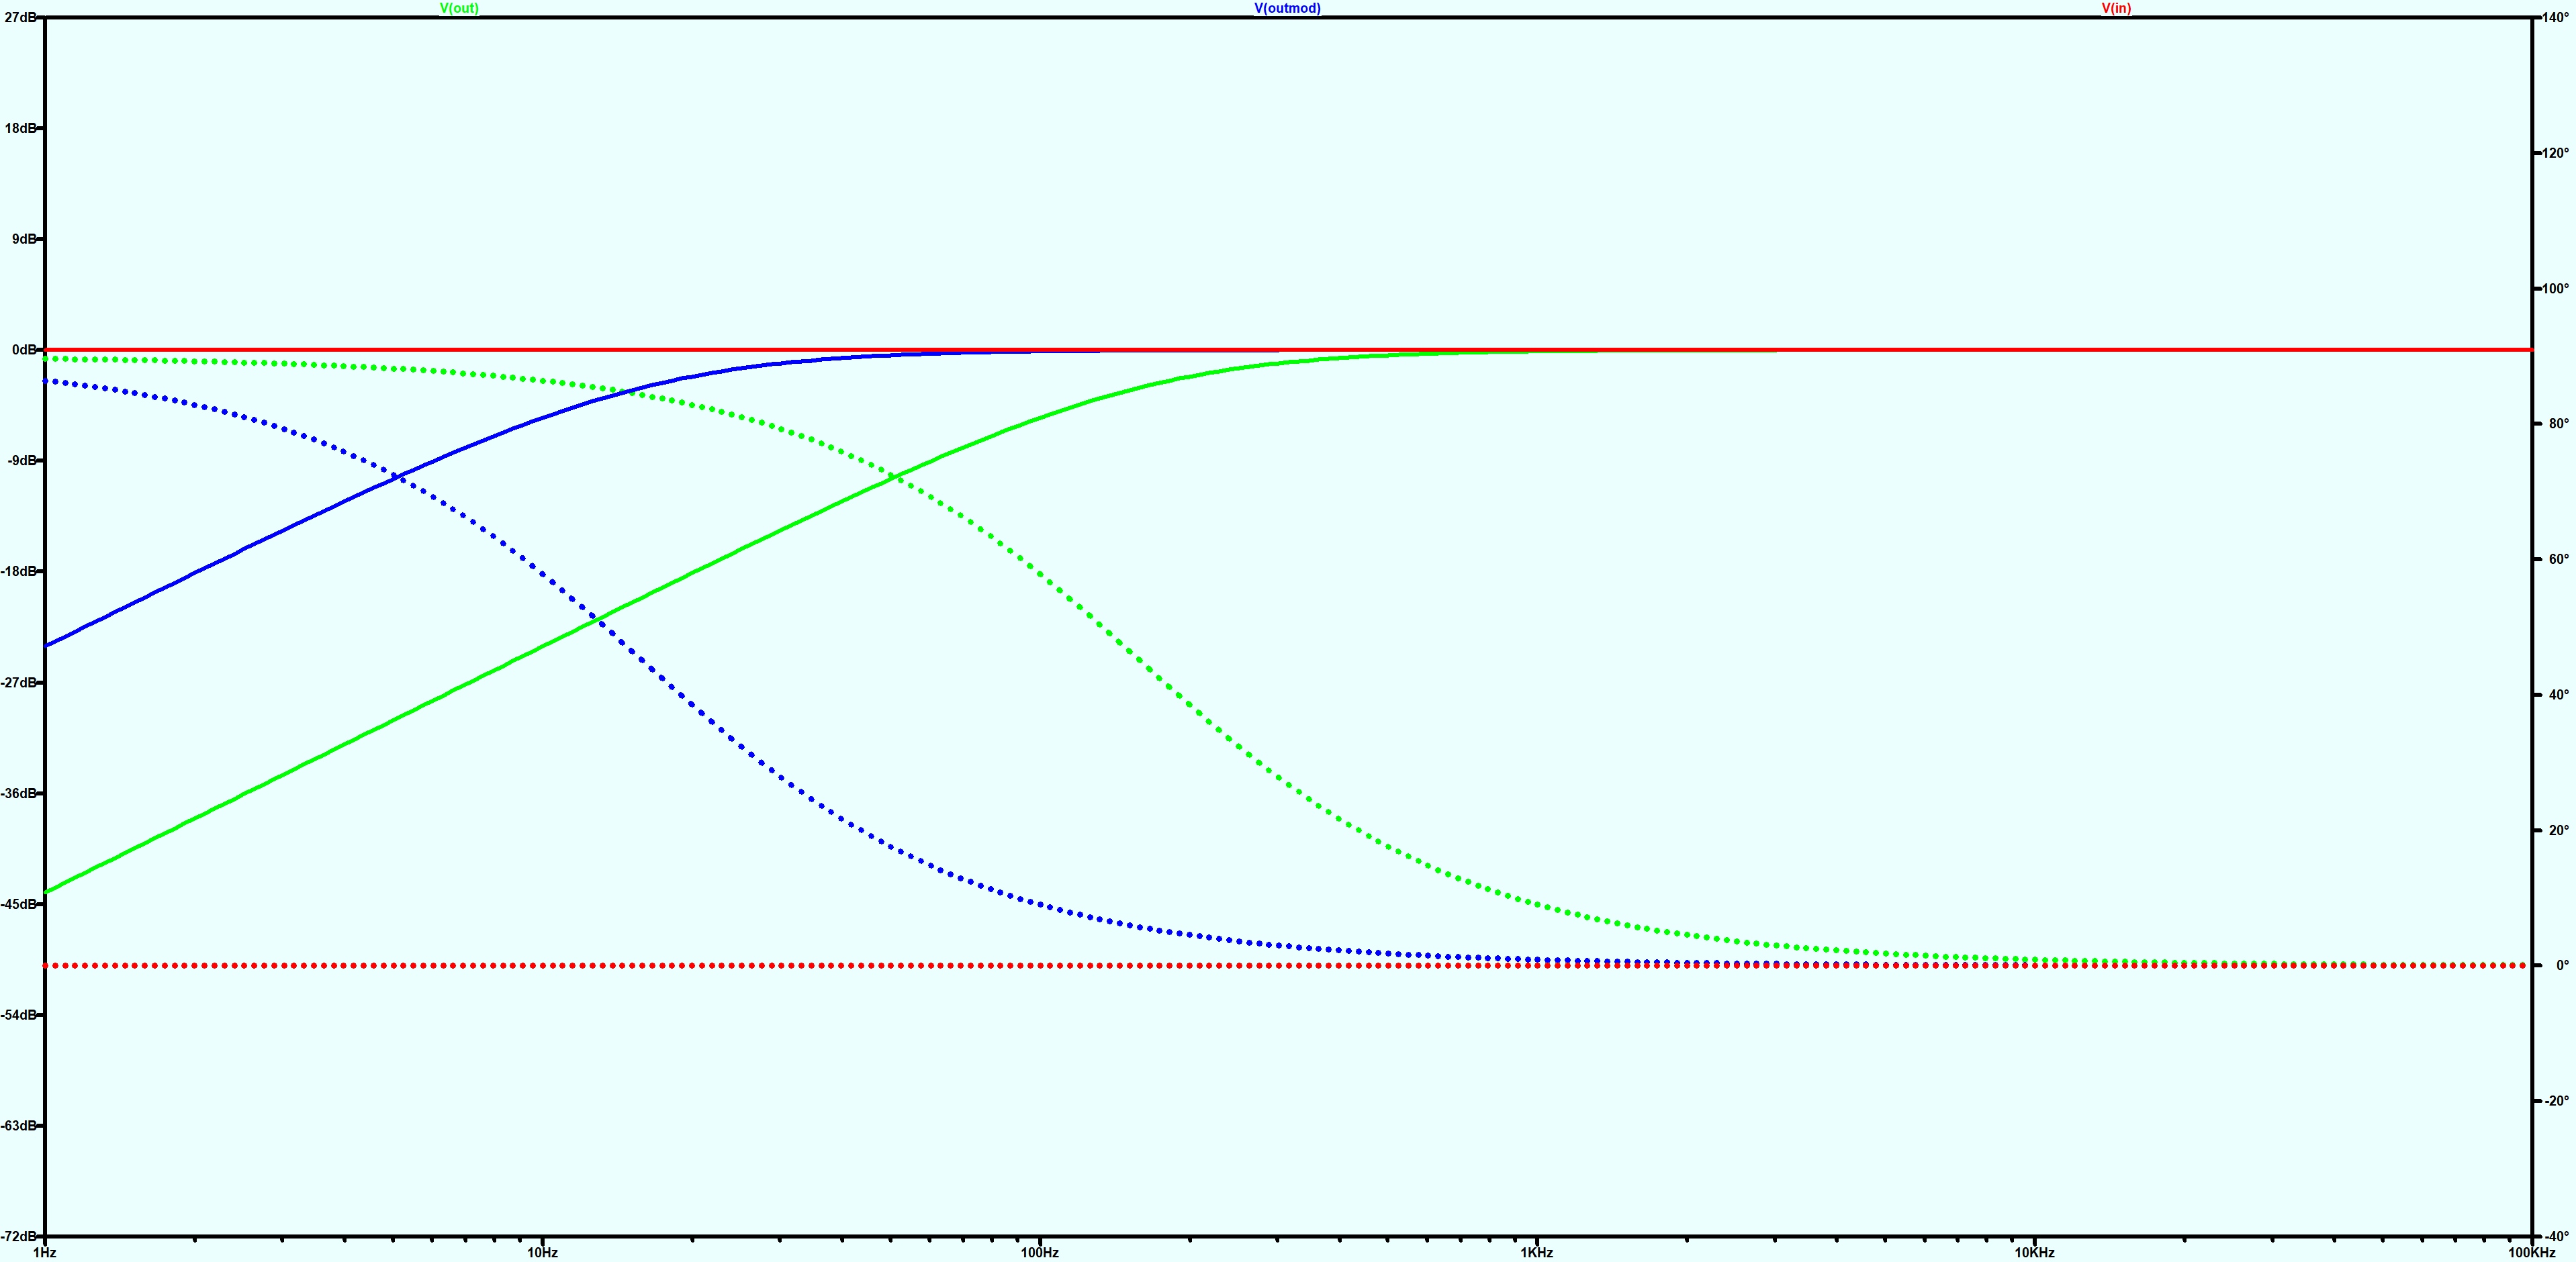 V(out) V(outmod) V(in)
27dB 140°
18dB 120°
9dB 100°
0dB 80°
-9dB 60°
-18dB 40°
-27dB 20°
-36dB 0°
-45dB -20°
-54dB -40°
-63dB
-72dB
1Hz 10Hz 100Hz 1KHz 10KHz 100KHz